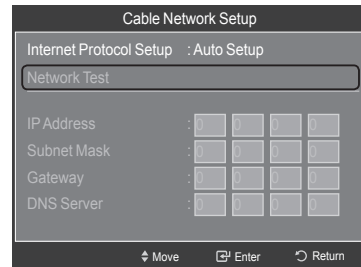 Cable Network Setup
Internet Protocol Setup : Auto Setup
Network Test
IP Address : 0 0 0 0
Subnet Mask : 0 0 0 0
Gateway : 0 0 0 0
DNS Server : 0 0 0 0
Move Enter Return